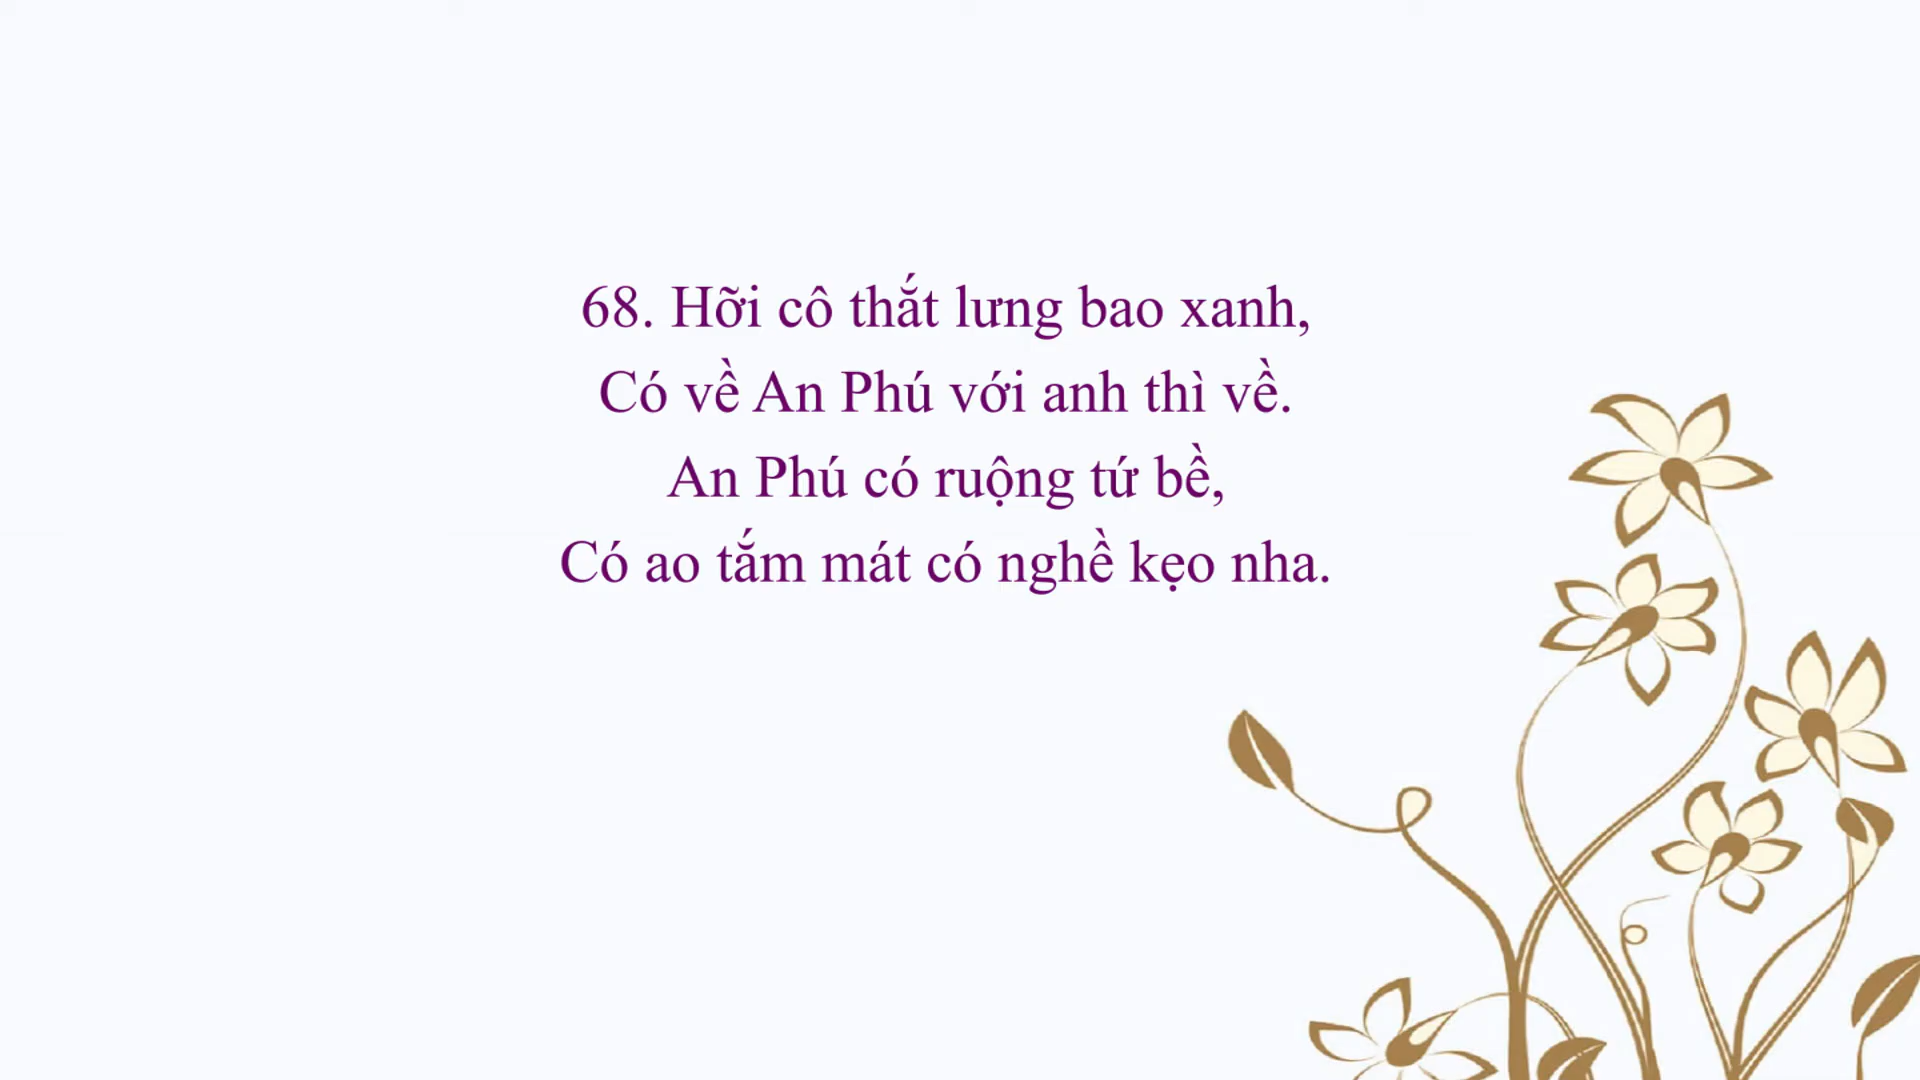 68. Hỡi cô thắt lưng bao xanh,
Có về An Phú với anh thì về.
An Phú có ruộng tứ bề,
Có ao tắm mát có nghề kẹo nha.